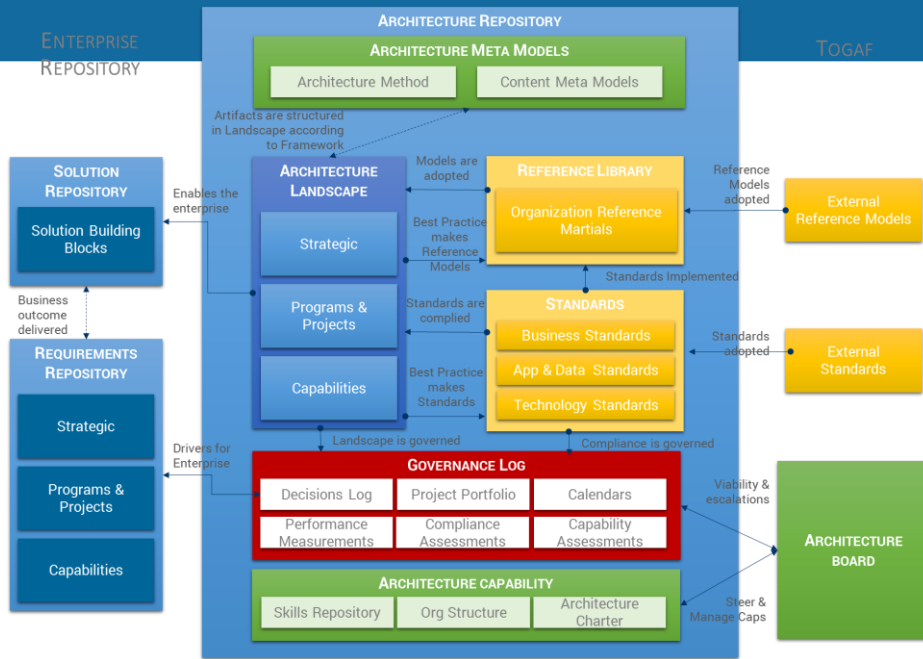 ENTERPRISE
REPOSITORY
ARCHITECTURE REPOSITORY
TOGAF
ARCHITECTURE META MODELS
Architecture Method
Content Meta Models
Artifacts are structured
in Landscape according
to Framework
SOLUTION
REPOSITORY
Solution Building
Blocks
Enables the
enterprise
Business
outcome
delivered
REQUIREMENTS
REPOSITORY
Strategic
Programs &
Projects
Capabilities
Drivers for
Enterprise
ARCHITECTURE
LANDSCAPE
Strategic
Programs &
Projects
Capabilities
Models are
adopted
Best Practice
makes
Reference
Models
Standards are
complied
Best Practice
makes
Standards
REFERENCE LIBRARY
Organization Reference
Martials
Standards Implemented
STANDARDS
Business Standards
App & Data Standards
Technology Standards
Reference
Models
adopted
External
Reference Models
Standards
adopted
External
Standards
Landscape is governed
Compliance is governed
GOVERNANCE LOG
Decisions Log
Project Portfolio
Calendars
Performance
Measurements
Compliance
Assessments
Capability
Assessments
Viability &
escalations
ARCHITECTURE
BOARD
Steer &
Manage Caps
ARCHITECTURE CAPABILITY
Skills Repository
Org Structure
Architecture
Charter